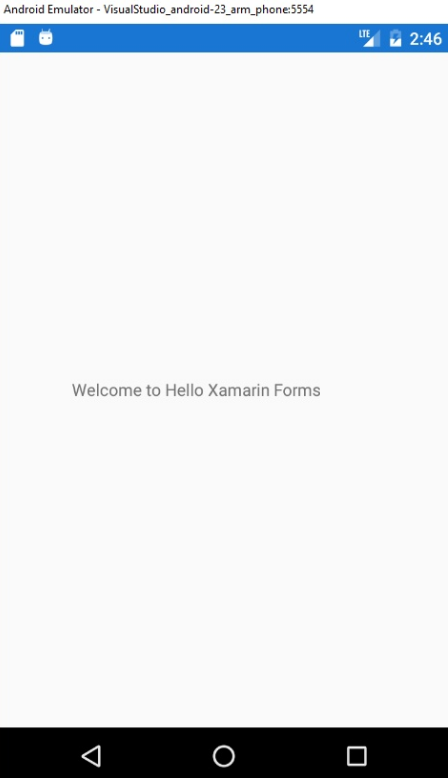 Android Emulator - VisualStudio_android-23_arm_phone:5554
LTE 2:46
Welcome to Hello Xamarin Forms